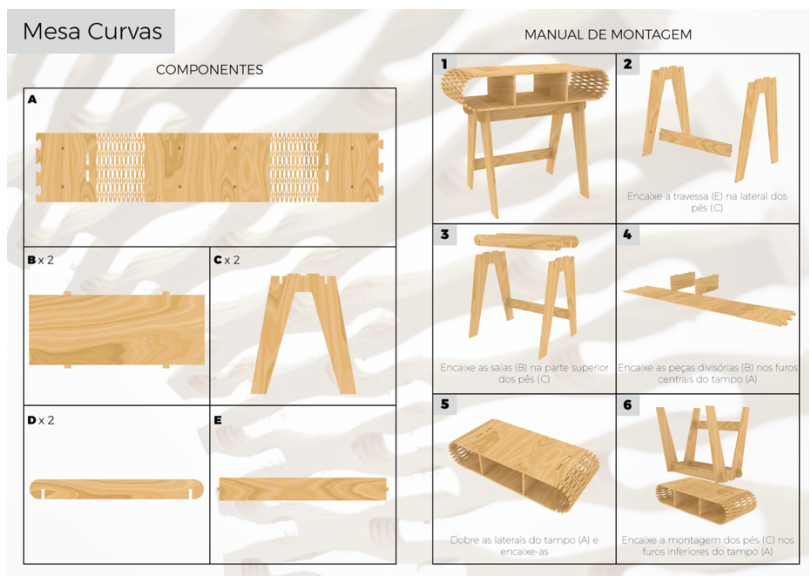 Mesa Curvas
COMPONENTES
A
B x 2
C x 2
D x 2
E
MANUAL DE MONTAGEM
1
2
Encaixe a travessa (E) na lateral dos
pés (C)
3
Encaixe as saias (B) na parte superior
dos pés (C)
4
Encaixe as peças divisórias (B) nos furos
centrais do tampo (A)
5
Dobre as laterais do tampo (A) e
encaixe-as
6
Encaixe a montagem dos pés (C) nos
furos inferiores do tampo (A)